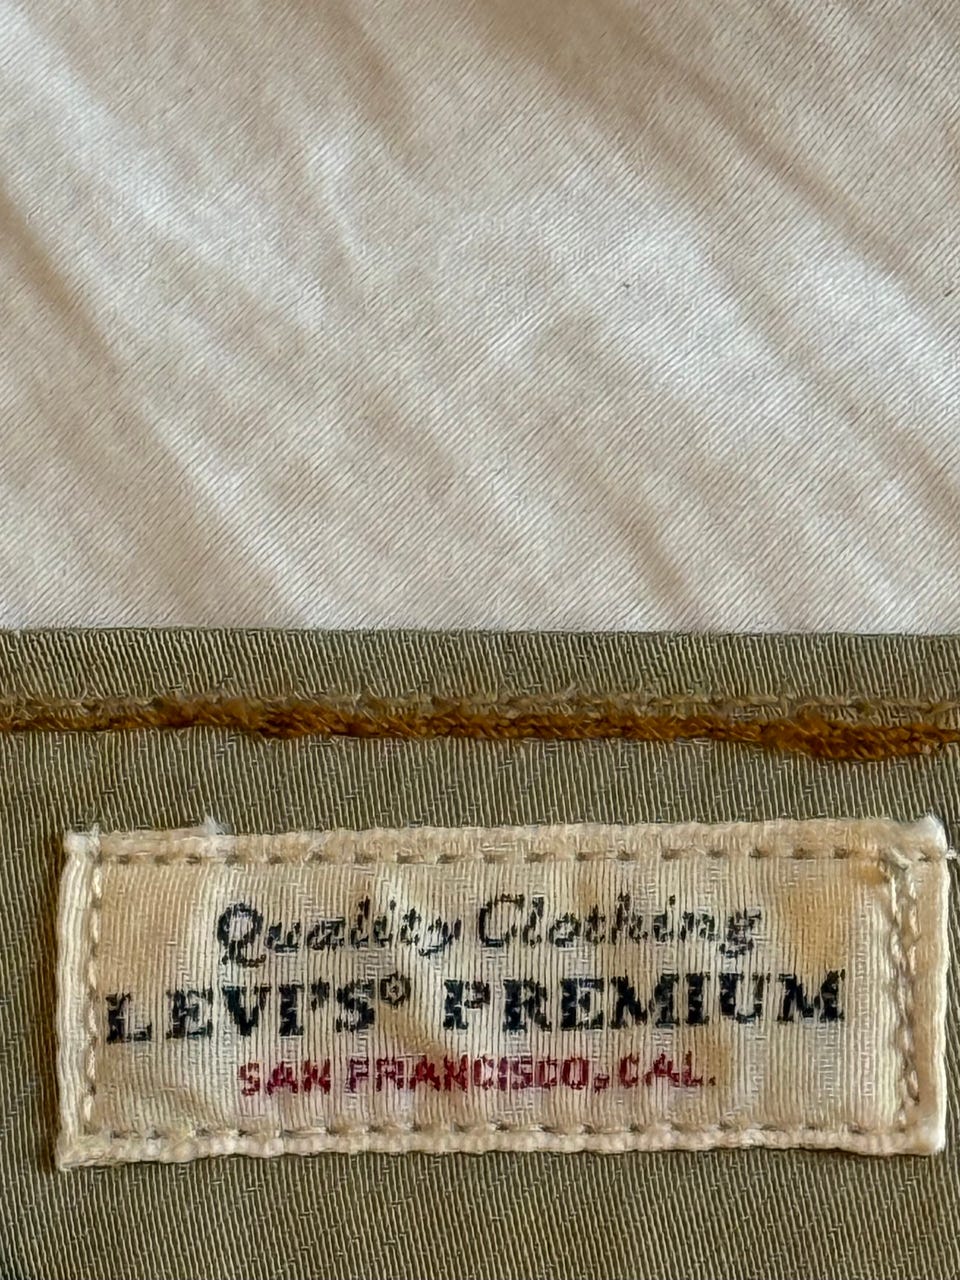 Quality Clothing
LEVI'S® PREMIUM
SAN FRANCISCO, CAL.